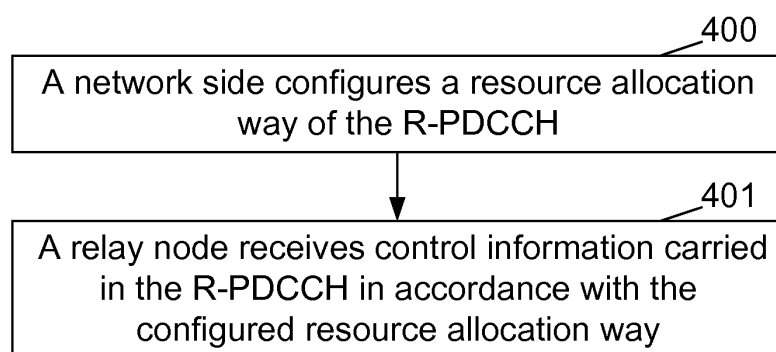 400
A network side configures a resource allocation
way of the R-PDCCH
401
A relay node receives control information carried
in the R-PDCCH in accordance with the
configured resource allocation way